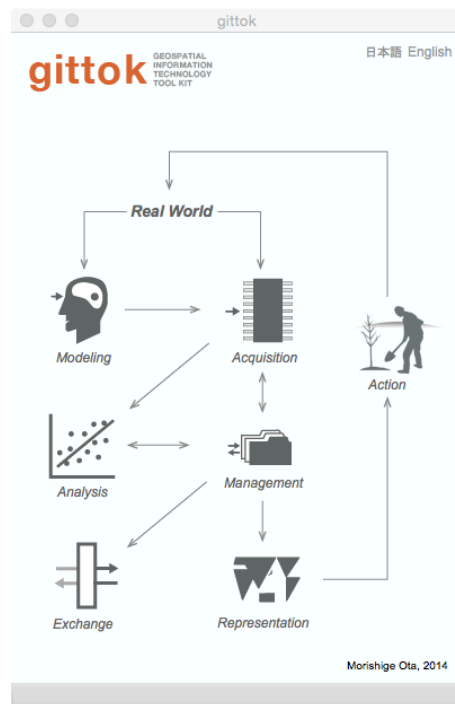 gittok
gittok
GEOSPATIAL
INFORMATION
TECHNOLOGY
TOOL KIT
日本語 English
Real World
Modeling
Acquisition
Action
Analysis
Management
Exchange
Representation
Morishige Ota, 2014